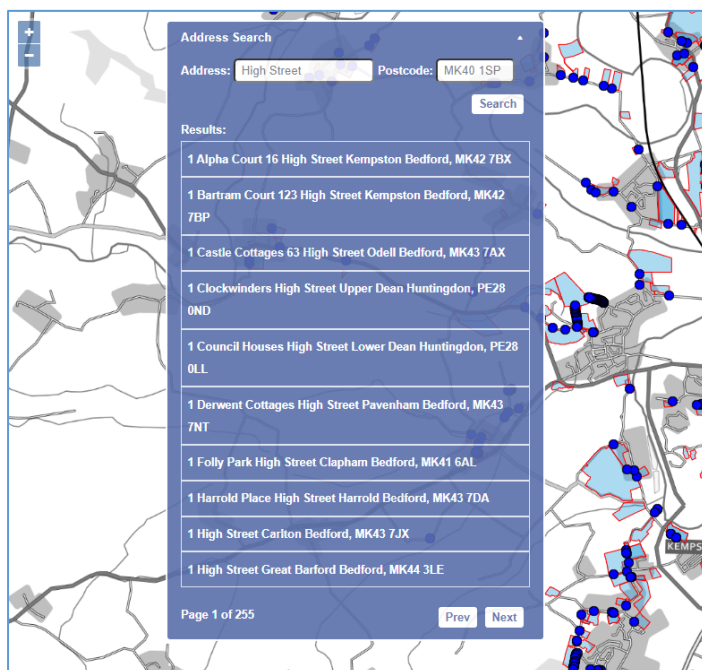 +
−
Address Search ▲
Address: High Street Postcode: MK40 1SP
Search
Results:
1 Alpha Court 16 High Street Kempston Bedford, MK42 7BX
1 Bartram Court 123 High Street Kempston Bedford, MK42
7BP
1 Castle Cottages 63 High Street Odell Bedford, MK43 7AX
1 Clockwinders High Street Upper Dean Huntingdon, PE28
0ND
1 Council Houses High Street Lower Dean Huntingdon, PE28
0LL
1 Derwent Cottages High Street Pavenham Bedford, MK43
7NT
1 Folly Park High Street Clapham Bedford, MK41 6AL
1 Harrold Place High Street Harrold Bedford, MK43 7DA
1 High Street Carlton Bedford, MK43 7JX
KEMPS
1 High Street Great Barford Bedford, MK44 3LE
Page 1 of 255 Prev Next